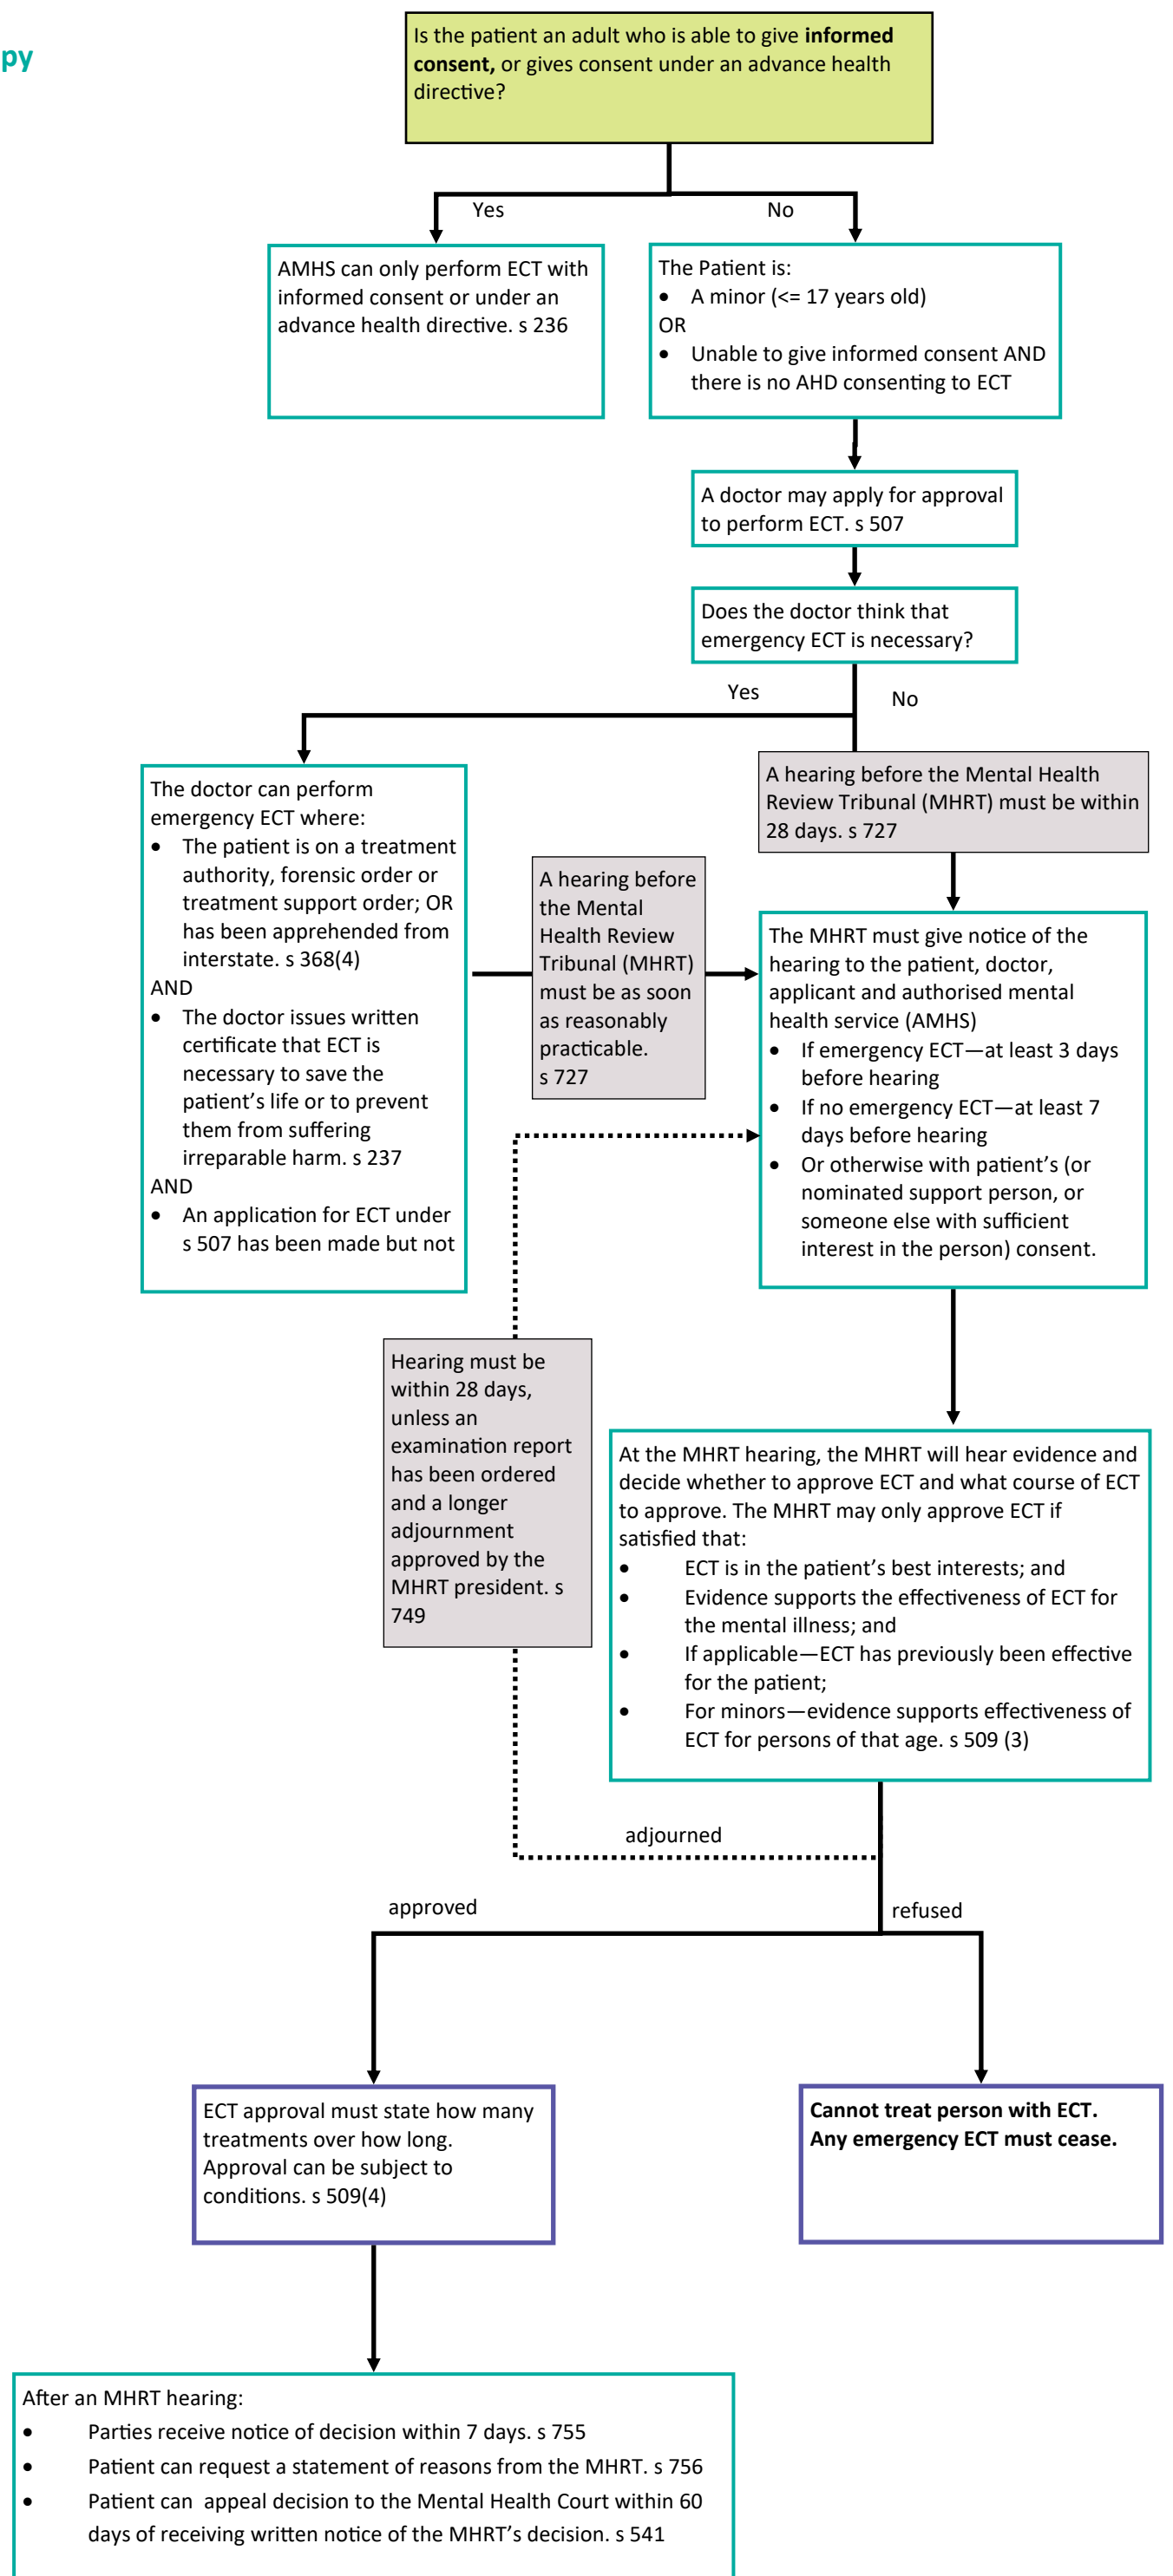 py
Is the patient an adult who is able to give informed
consent, or gives consent under an advance health
directive?
Yes
No
AMHS can only perform ECT with
informed consent or under an
advance health directive. s 236
The Patient is:
• A minor (<= 17 years old)
OR
• Unable to give informed consent AND
there is no AHD consenting to ECT
A doctor may apply for approval
to perform ECT. s 507
Does the doctor think that
emergency ECT is necessary?
Yes
No
The doctor can perform
emergency ECT where:
• The patient is on a treatment
authority, forensic order or
treatment support order; OR
has been apprehended from
interstate. s 368(4)
AND
• The doctor issues written
certificate that ECT is
necessary to save the
patient's life or to prevent
them from suffering
irreparable harm. s 237
AND
• An application for ECT under
s 507 has been made but not
A hearing before
the Mental
Health Review
Tribunal (MHRT)
must be as soon
as reasonably
practicable.
s 727
A hearing before the Mental Health
Review Tribunal (MHRT) must be within
28 days. s 727
The MHRT must give notice of the
hearing to the patient, doctor,
applicant and authorised mental
health service (AMHS)
• If emergency ECT—at least 3 days
before hearing
• If no emergency ECT—at least 7
days before hearing
• Or otherwise with patient's (or
nominated support person, or
someone else with sufficient
interest in the person) consent.
Hearing must be
within 28 days,
unless an
examination report
has been ordered
and a longer
adjournment
approved by the
MHRT president. s
749
At the MHRT hearing, the MHRT will hear evidence and
decide whether to approve ECT and what course of ECT
to approve. The MHRT may only approve ECT if
satisfied that:
• ECT is in the patient's best interests; and
• Evidence supports the effectiveness of ECT for
the mental illness; and
• If applicable—ECT has previously been effective
for the patient;
• For minors—evidence supports effectiveness of
ECT for persons of that age. s 509 (3)
adjourned
approved
refused
ECT approval must state how many
treatments over how long.
Approval can be subject to
conditions. s 509(4)
Cannot treat person with ECT.
Any emergency ECT must cease.
After an MHRT hearing:
• Parties receive notice of decision within 7 days. s 755
• Patient can request a statement of reasons from the MHRT. s 756
• Patient can  appeal decision to the Mental Health Court within 60
days of receiving written notice of the MHRT's decision. s 541